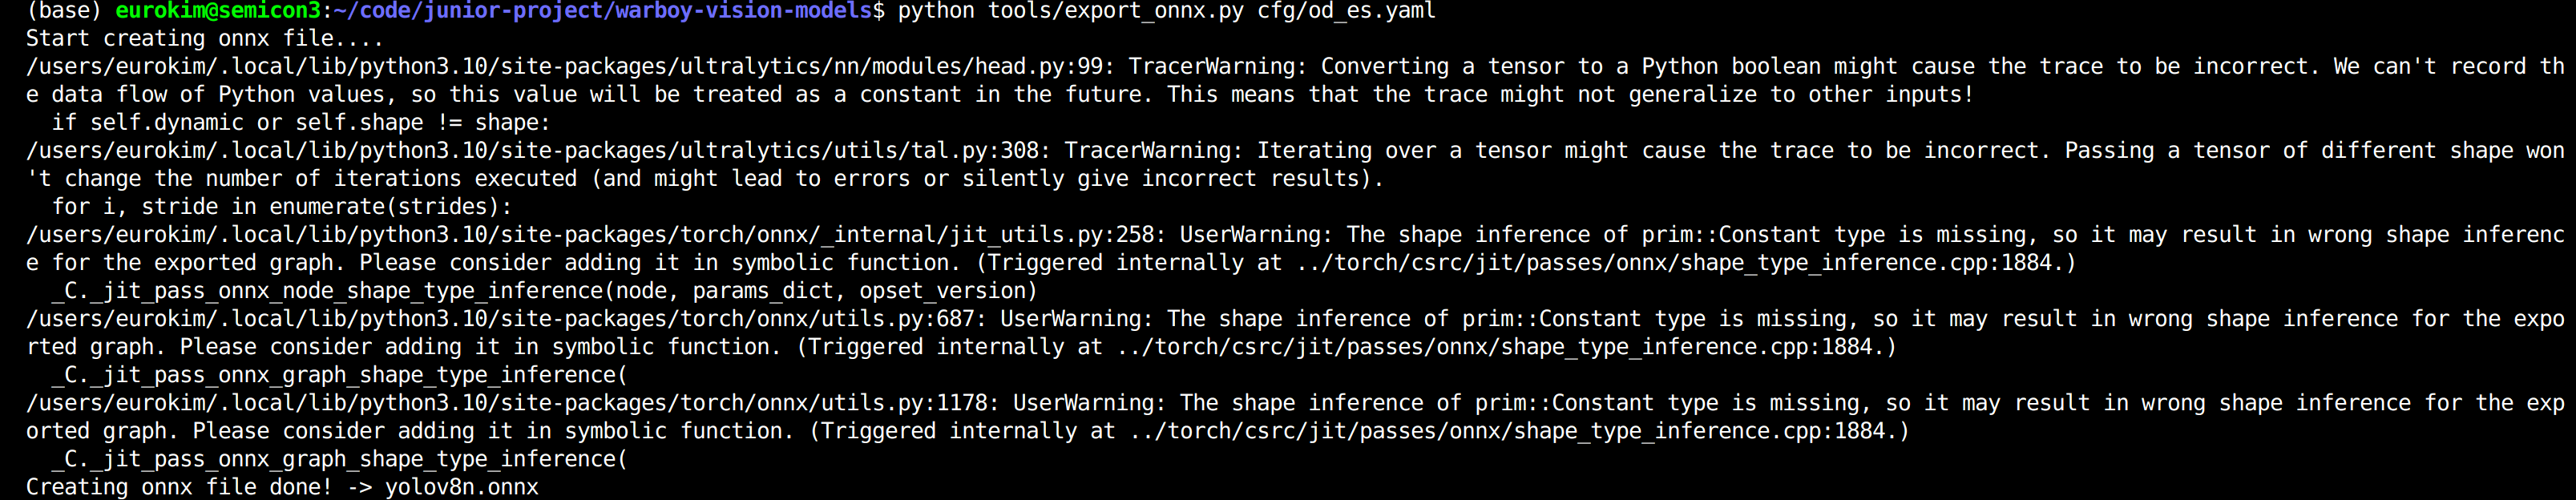 (base) eurokim@semicon3:~/code/junior-project/warboy-vision-models$ python tools/export_onnx.py cfg/od_es.yaml
Start creating onnx file....
/users/eurokim/.local/lib/python3.10/site-packages/ultralytics/nn/modules/head.py:99: TracerWarning: Converting a tensor to a Python boolean might cause the trace to be incorrect. We can't record th
e data flow of Python values, so this value will be treated as a constant in the future. This means that the trace might not generalize to other inputs!
  if self.dynamic or self.shape != shape:
/users/eurokim/.local/lib/python3.10/site-packages/ultralytics/utils/tal.py:308: TracerWarning: Iterating over a tensor might cause the trace to be incorrect. Passing a tensor of different shape won
't change the number of iterations executed (and might lead to errors or silently give incorrect results).
  for i, stride in enumerate(strides):
/users/eurokim/.local/lib/python3.10/site-packages/torch/onnx/_internal/jit_utils.py:258: UserWarning: The shape inference of prim::Constant type is missing, so it may result in wrong shape inferenc
e for the exported graph. Please consider adding it in symbolic function. (Triggered internally at ../torch/csrc/jit/passes/onnx/shape_type_inference.cpp:1884.)
  _C._jit_pass_onnx_node_shape_type_inference(node, params_dict, opset_version)
/users/eurokim/.local/lib/python3.10/site-packages/torch/onnx/utils.py:687: UserWarning: The shape inference of prim::Constant type is missing, so it may result in wrong shape inference for the expo
rted graph. Please consider adding it in symbolic function. (Triggered internally at ../torch/csrc/jit/passes/onnx/shape_type_inference.cpp:1884.)
  _C._jit_pass_onnx_graph_shape_type_inference(
/users/eurokim/.local/lib/python3.10/site-packages/torch/onnx/utils.py:1178: UserWarning: The shape inference of prim::Constant type is missing, so it may result in wrong shape inference for the exp
orted graph. Please consider adding it in symbolic function. (Triggered internally at ../torch/csrc/jit/passes/onnx/shape_type_inference.cpp:1884.)
  _C._jit_pass_onnx_graph_shape_type_inference(
Creating onnx file done! -> yolov8n.onnx